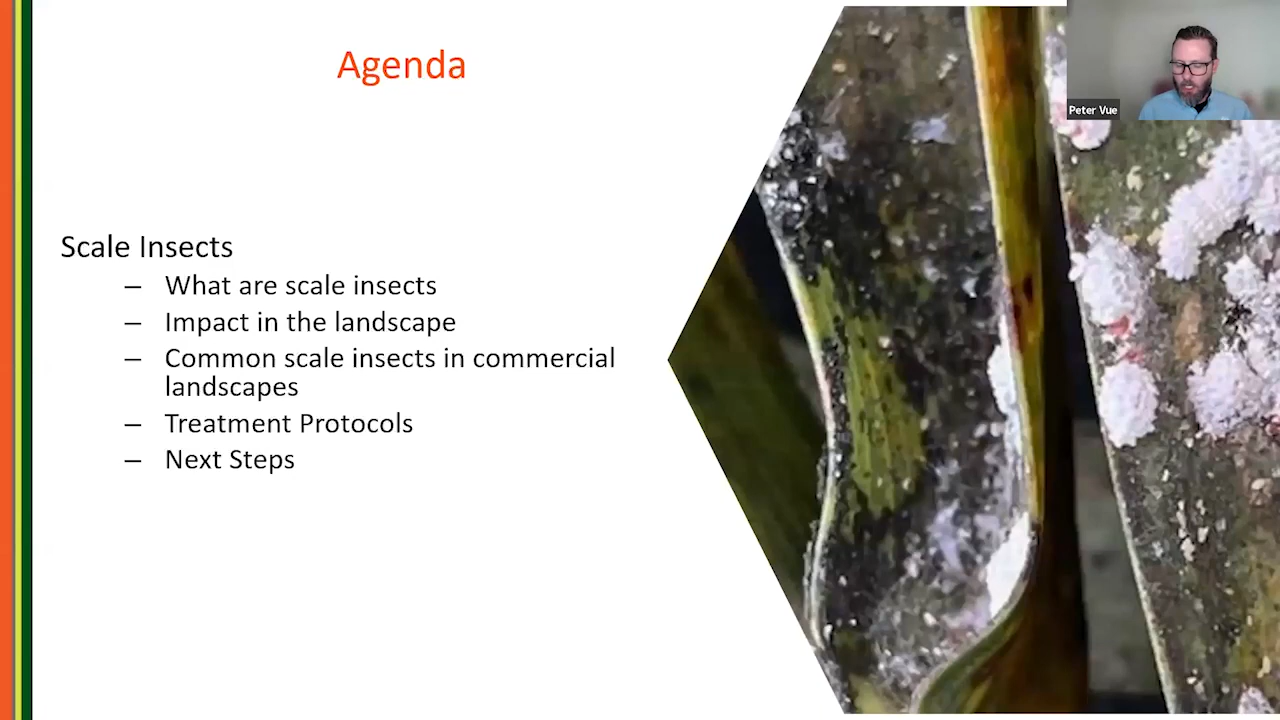 Agenda
Peter Vue
Scale Insects
– What are scale insects
– Impact in the landscape
– Common scale insects in commercial
landscapes
– Treatment Protocols
– Next Steps